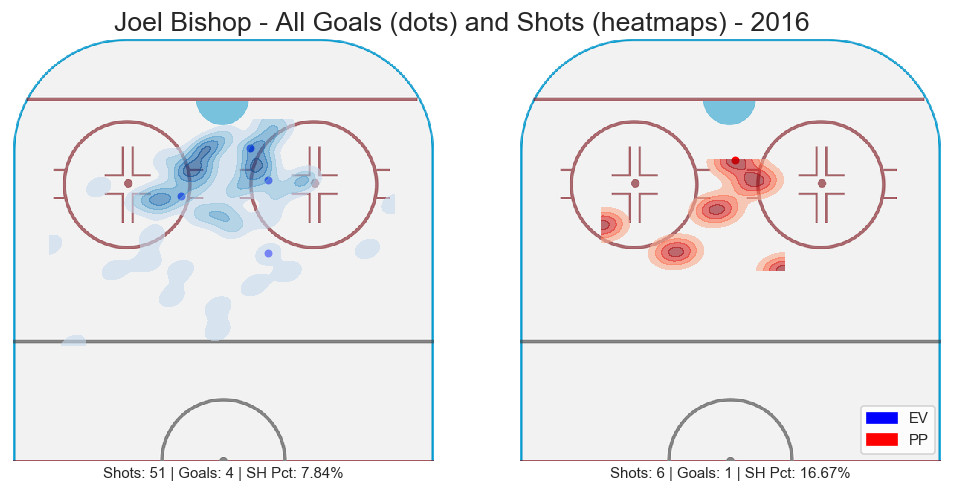 Joel Bishop - All Goals (dots) and Shots (heatmaps) - 2016
EV
PP
Shots: 51 | Goals: 4 | SH Pct: 7.84%
Shots: 6 | Goals: 1 | SH Pct: 16.67%